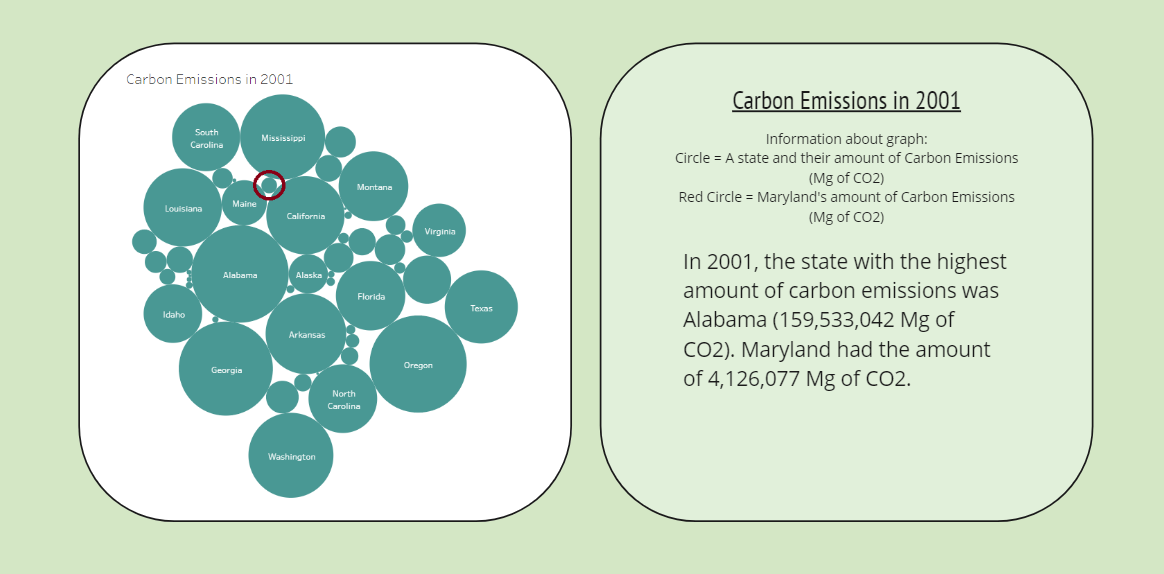 Carbon Emissions in 2001
South
Carolina
Mississippi
Montana
Louisiana
Maine
California
Virginia
Alabama
Alaska
Florida
Texas
Idaho
Arkansas
Georgia
Oregon
North
Carolina
Washington
Carbon Emissions in 2001
Information about graph:
Circle = A state and their amount of Carbon Emissions
(Mg of CO2)
Red Circle = Maryland's amount of Carbon Emissions
(Mg of CO2)
In 2001, the state with the highest
amount of carbon emissions was
Alabama (159,533,042 Mg of
CO2). Maryland had the amount
of 4,126,077 Mg of CO2.